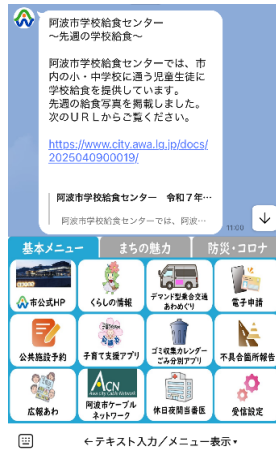 阿波市学校給食センター
～先週の学校給食～
阿波市学校給食センターでは、市
内の小・中学校に通う児童生徒に
学校給食を提供しています。
先週の給食写真を掲載しました。
次のＵＲＬからご覧ください。
https://www.city.awa.lg.jp/docs/
2025040900019/
阿波市学校給食センター　令和７年…
阿波市学校給食センターでは、阿波…
11:09
基本メニュー
まちの魅力
防災・コロナ
市公式HP
くらしの情報
デマンド型乗合交通
あわめぐり
電子申請
公共施設予約
子育て支援アプリ
ゴミ収集カレンダー
ごみ分別アプリ
不具合箇所報告
広報あわ
ACN
Awa City Cable Network
阿波市ケーブル
ネットワーク
休日夜間当番医
受信設定
←テキスト入力／メニュー表示▾